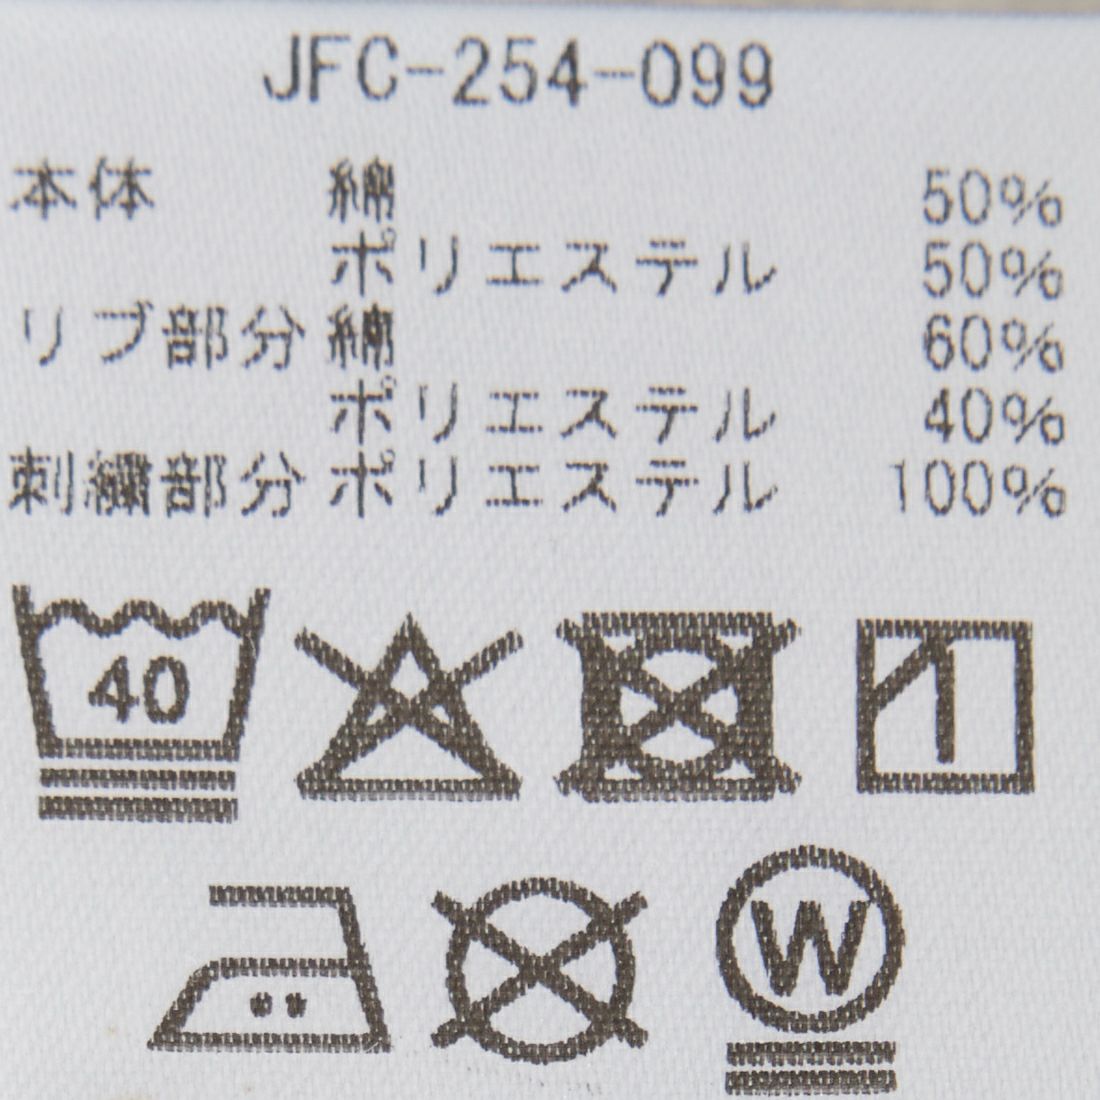 JFC-254-099
本体 綿 50%
ポリエステル 50%
リブ部分 綿 60%
ポリエステル 40%
刺繍部分 ポリエステル 100%
40
W